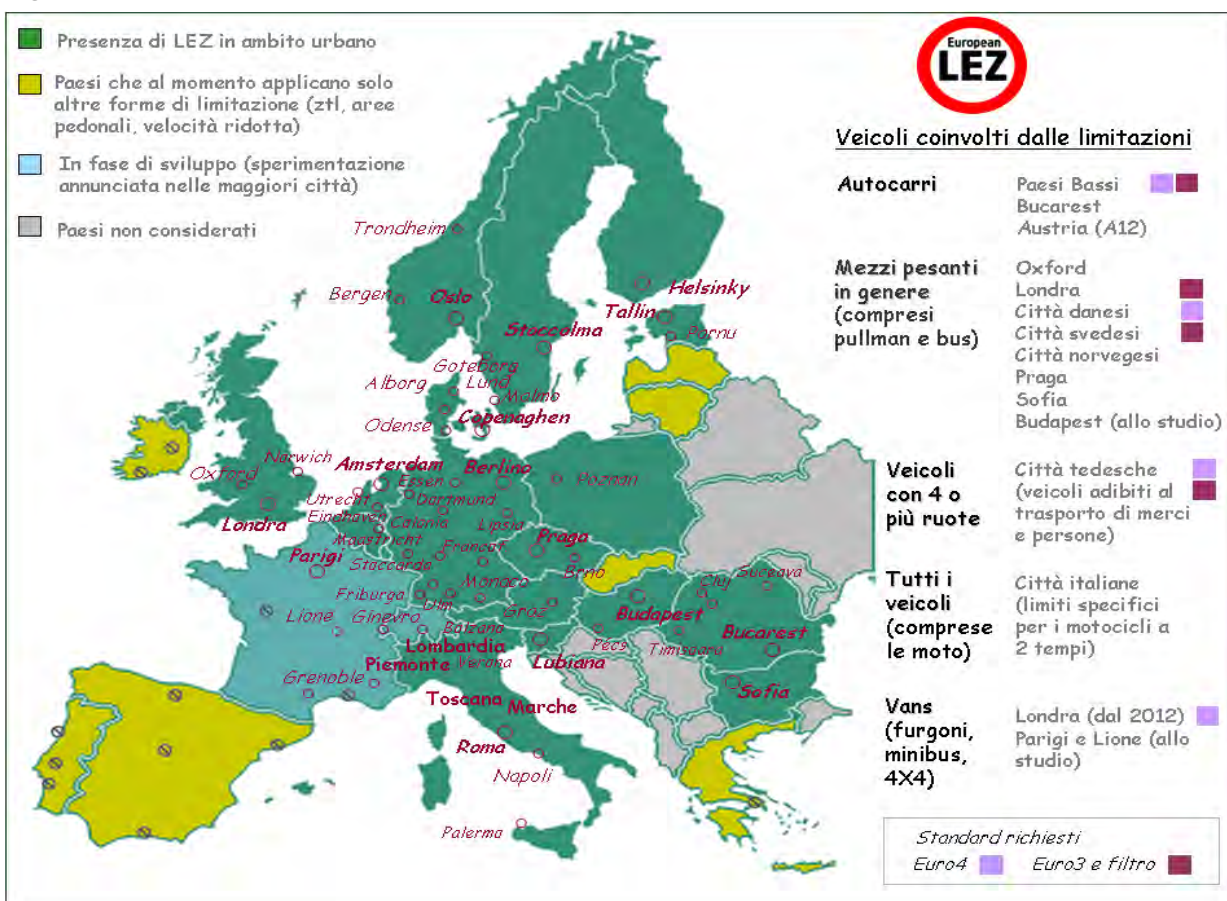 Presenza di LEZ in ambito urbano
Paesi che al momento applicano solo
altre forme di limitazione (ztl, aree
pedonali, velocità ridotta)
In fase di sviluppo (sperimentazione
annunciata nelle maggiori città)
Paesi non considerati
European
LEZ
Veicoli coinvolti dalle limitazioni
Autocarri
Paesi Bassi
Bucarest
Austria (A12)
Mezzi pesanti
in genere
(compresi
pullman e bus)
Oxford
Londra
Città danesi
Città svedesi
Città norvegesi
Praga
Sofia
Budapest (allo studio)
Veicoli
con 4 o
più ruote
Città tedesche
(veicoli adibiti al
trasporto di merci
e persone)
Tutti i
veicoli
(comprese
le moto)
Città italiane
(limiti specifici
per i motocicli a
2 tempi)
Vans
(furgoni,
minibus,
4X4)
Londra (dal 2012)
Parigi e Lione (allo
studio)
Standard richiesti
Euro4
Euro3 e filtro
Trondheim
Bergen
Oslo
Helsinky
Tallin
Parnu
Stoccolma
Goteborg
Alborg
Lund
Malmo
Odense
Copenaghen
Norwich
Oxford
Londra
Amsterdam
Berlino
Essen
Poznan
Utrecht
Dortmund
Eindhoven
Colonia
Lipsia
Maastricht
Praga
Parigi
Francof
Stoccarda
Brno
Monaco
Friburgo
Ulm
Graz
Budapest
Cluj
Suceava
Lione
Ginevra
Bolzano
Pécs
Timisoaru
Bucarest
Lombardia
Lubiana
Piemonte
Verona
Grenoble
Sofia
Toscana
Marche
Roma
Napoli
Palermo